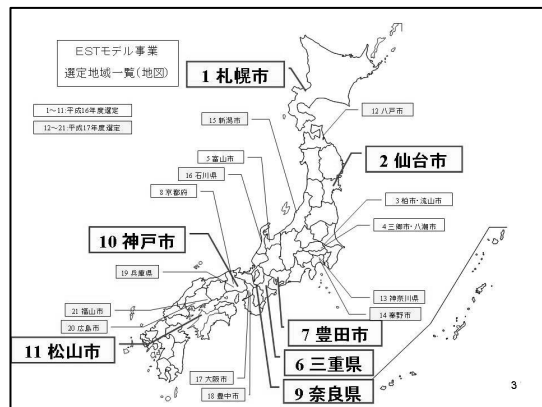 ESTモデル事業
選定地域一覧(地図)
1～11:平成16年度選定
12～21:平成17年度選定
1 札幌市
12 八戸市
15 新潟市
2 仙台市
5 富山市
16 石川県
8 京都府
3 柏市・流山市
4 三郷市・八潮市
10 神戸市
19 兵庫県
13 神奈川県
14 秦野市
21 福山市
20 広島市
7 豊田市
11 松山市
6 三重県
17 大阪市
9 奈良県
18 豊中市
3